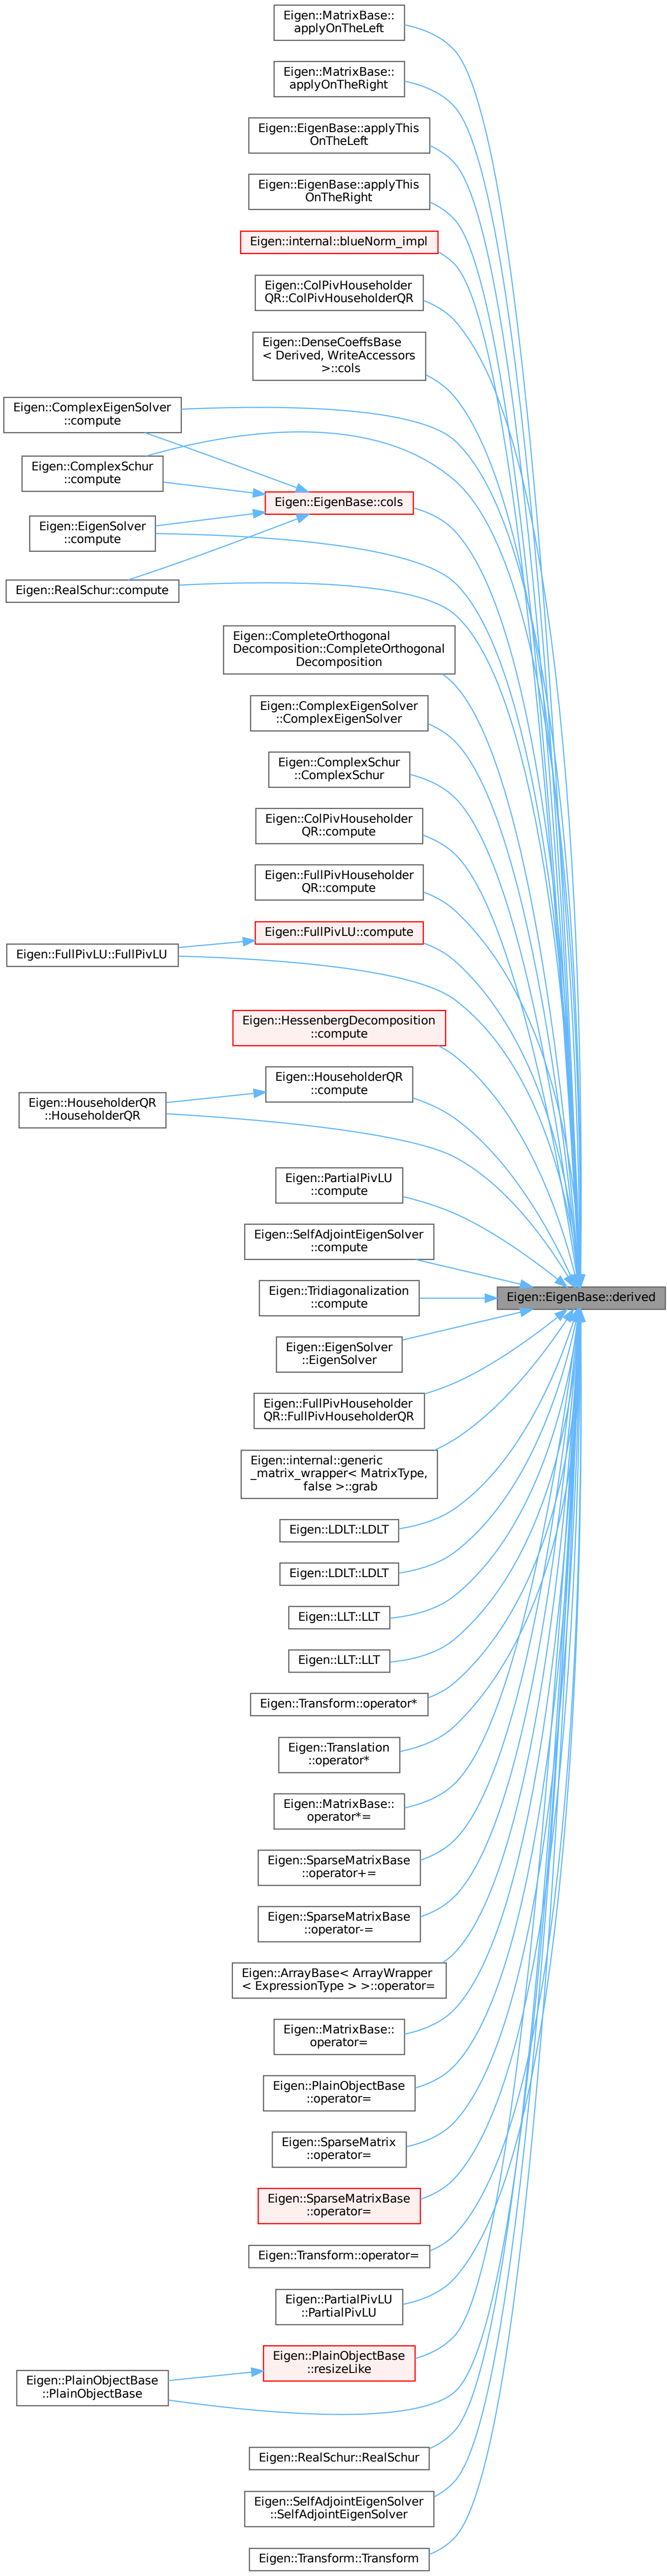 Eigen::MatrixBase::
applyOnTheLeft
Eigen::MatrixBase::
applyOnTheRight
Eigen::EigenBase::applyThis
OnTheLeft
Eigen::EigenBase::applyThis
OnTheRight
Eigen::internal::blueNorm_impl
Eigen::ColPivHouseholder
QR::ColPivHouseholderQR
Eigen::DenseCoeffsBase
< Derived, WriteAccessors
>::cols
Eigen::ComplexEigenSolver
::compute
Eigen::ComplexSchur
::compute
Eigen::EigenBase::cols
Eigen::EigenSolver
::compute
Eigen::RealSchur::compute
Eigen::CompleteOrthogonal
Decomposition::CompleteOrthogonal
Decomposition
Eigen::ComplexEigenSolver
::ComplexEigenSolver
Eigen::ComplexSchur
::ComplexSchur
Eigen::ColPivHouseholder
QR::compute
Eigen::FullPivHouseholder
QR::compute
Eigen::FullPivLU::compute
Eigen::FullPivLU::FullPivLU
Eigen::HessenbergDecomposition
::compute
Eigen::HouseholderQR
::compute
Eigen::HouseholderQR
::HouseholderQR
Eigen::PartialPivLU
::compute
Eigen::SelfAdjointEigenSolver
::compute
Eigen::Tridiagonalization
::compute
Eigen::EigenBase::derived
Eigen::EigenSolver
::EigenSolver
Eigen::FullPivHouseholder
QR::FullPivHouseholderQR
Eigen::internal::generic
_matrix_wrapper< MatrixType,
false >::grab
Eigen::LDLT::LDLT
Eigen::LDLT::LDLT
Eigen::LLT::LLT
Eigen::LLT::LLT
Eigen::Transform::operator*
Eigen::Translation
::operator*
Eigen::MatrixBase::
operator*=
Eigen::SparseMatrixBase
::operator+=
Eigen::SparseMatrixBase
::operator-=
Eigen::ArrayBase< ArrayWrapper
< ExpressionType > >::operator=
Eigen::MatrixBase::
operator=
Eigen::PlainObjectBase
::operator=
Eigen::SparseMatrix
::operator=
Eigen::SparseMatrixBase
::operator=
Eigen::Transform::operator=
Eigen::PartialPivLU
::PartialPivLU
Eigen::PlainObjectBase
::resizeLike
Eigen::PlainObjectBase
::PlainObjectBase
Eigen::RealSchur::RealSchur
Eigen::SelfAdjointEigenSolver
::SelfAdjointEigenSolver
Eigen::Transform::Transform